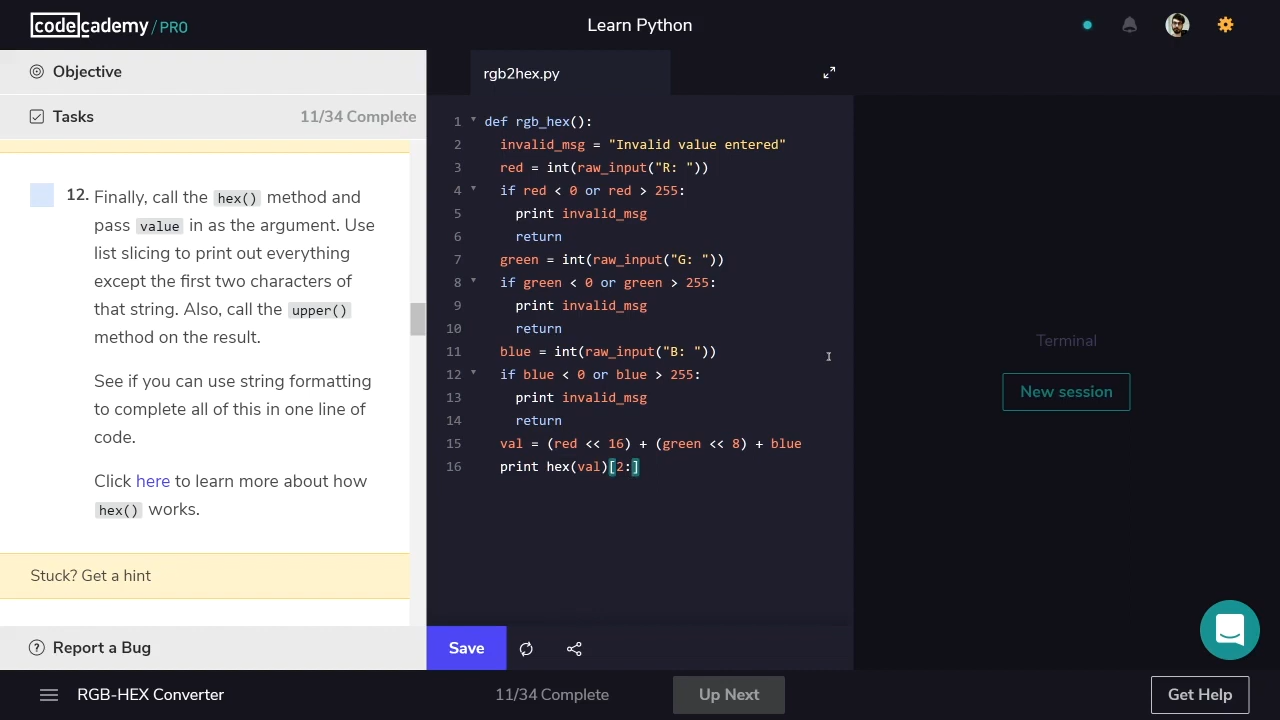 codecademy / PRO
Learn Python
Objective
Tasks
11/34 Complete
12. Finally, call the hex() method and
pass value in as the argument. Use
list slicing to print out everything
except the first two characters of
that string. Also, call the upper()
method on the result.
See if you can use string formatting
to complete all of this in one line of
code.
Click here to learn more about how
hex() works.
Stuck? Get a hint
Report a Bug
rgb2hex.py
1 def rgb_hex():
2   invalid_msg = "Invalid value entered"
3   red = int(raw_input("R: "))
4   if red < 0 or red > 255:
5     print invalid_msg
6     return
7   green = int(raw_input("G: "))
8   if green < 0 or green > 255:
9     print invalid_msg
10     return
11   blue = int(raw_input("B: "))
12   if blue < 0 or blue > 255:
13     print invalid_msg
14     return
15   val = (red << 16) + (green << 8) + blue
16   print hex(val)[2:]
Terminal
New session
Save
RGB-HEX Converter
11/34 Complete
Up Next
Get Help